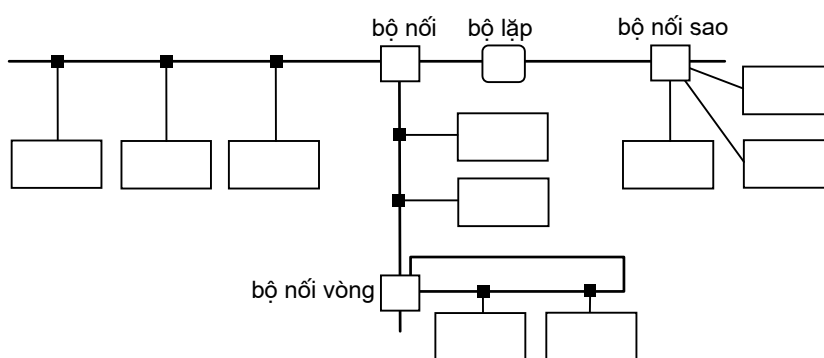 bộ nối
bộ lặp
bộ nối sao
bộ nối vòng